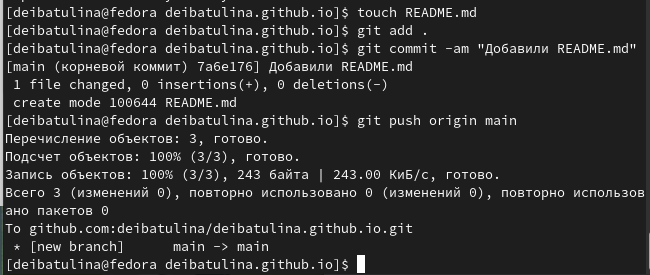 [deibatulina@fedora deibatulina.github.io]$ touch README.md
[deibatulina@fedora deibatulina.github.io]$ git add .
[deibatulina@fedora deibatulina.github.io]$ git commit -am "Добавили README.md"
[main (корневой коммит) 7a6e176] Добавили README.md
 1 file changed, 0 insertions(+), 0 deletions(-)
 create mode 100644 README.md
[deibatulina@fedora deibatulina.github.io]$ git push origin main
Перечисление объектов: 3, готово.
Подсчет объектов: 100% (3/3), готово.
Запись объектов: 100% (3/3), 243 байта | 243.00 КиБ/с, готово.
Всего 3 (изменений 0), повторно использовано 0 (изменений 0), повторно использов
ано пакетов 0
To github.com:deibatulina/deibatulina.github.io.git
 * [new branch]      main -> main
[deibatulina@fedora deibatulina.github.io]$